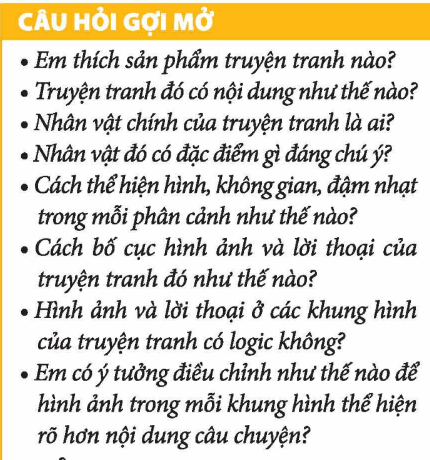 CÂU HỎI GỢI MỞ
• Em thích sản phẩm truyện tranh nào?
• Truyện tranh đó có nội dung như thế nào?
• Nhân vật chính của truyện tranh là ai?
• Nhân vật đó có đặc điểm gì đáng chú ý?
• Cách thể hiện hình, không gian, đậm nhạt
trong mỗi phân cảnh như thế nào?
• Cách bố cục hình ảnh và lời thoại của
truyện tranh đó như thế nào?
• Hình ảnh và lời thoại ở các khung hình
của truyện tranh có logic không?
• Em có ý tưởng điều chỉnh như thế nào để
hình ảnh trong mỗi khung hình thể hiện
rõ hơn nội dung câu chuyện?